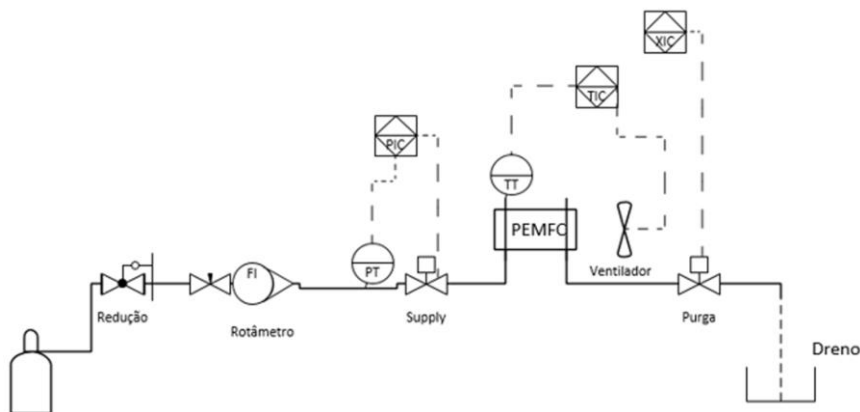 XIC
TIC
PIC
TT
PEMFC
FI
PT
Ventilador
Redução
Rotâmetro
Supply
Purga
Dreno